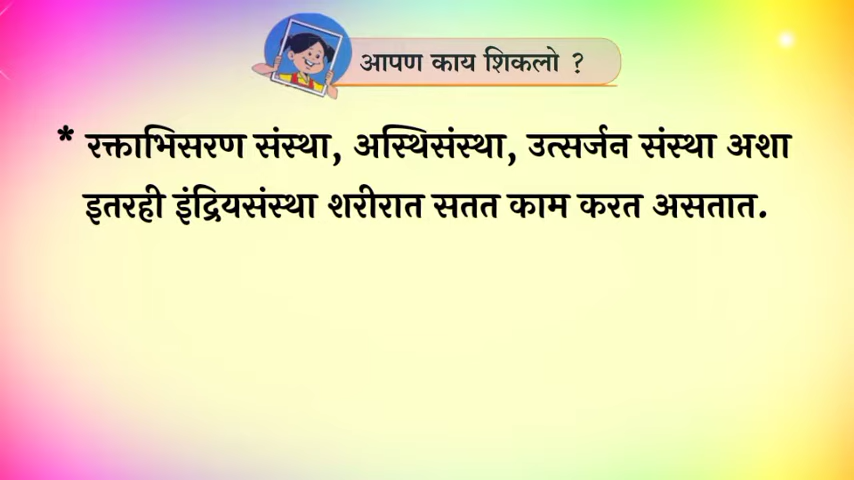 आपण काय शिकलो ?
* रक्ताभिसरण संस्था, अस्थिसंस्था, उत्सर्जन संस्था अशा
इतरही इंद्रियसंस्था शरीरात सतत काम करत असतात.